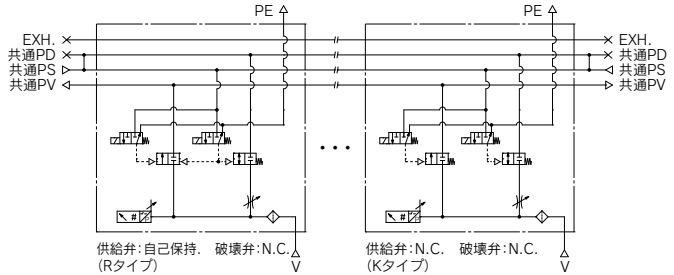 PE
PE
EXH.
EXH.
共通PD
共通PD
共通PS
共通PS
共通PV
共通PV
• • •
#
#
供給弁:自己保持. 破壊弁:N.C.
(Rタイプ)
V
供給弁:N.C. 破壊弁:N.C.
(Kタイプ)
V